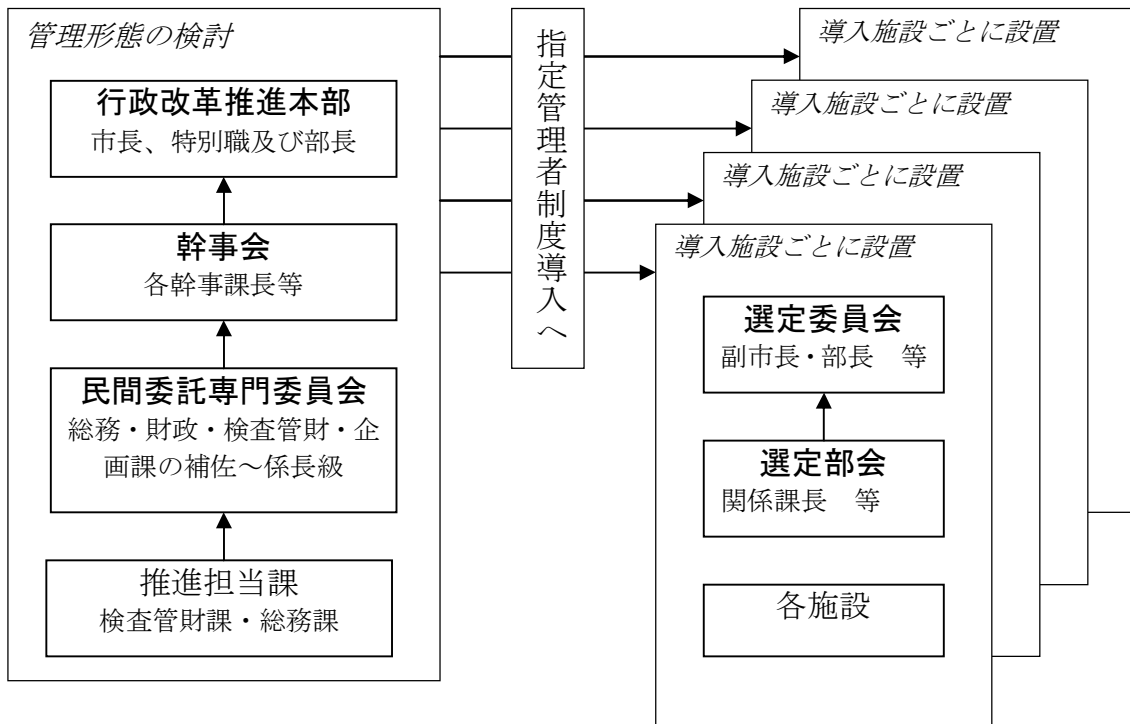 管理形態の検討
行政改革推進本部
市長、特別職及び部長
幹事会
各幹事課長等
民間委託専門委員会
総務・財政・検査管財・企
画課の補佐～係長級
推進担当課
検査管財課・総務課
指定管理者制度導入へ
導入施設ごとに設置
導入施設ごとに設置
導入施設ごとに設置
導入施設ごとに設置
選定委員会
副市長・部長　等
選定部会
関係課長　等
各施設